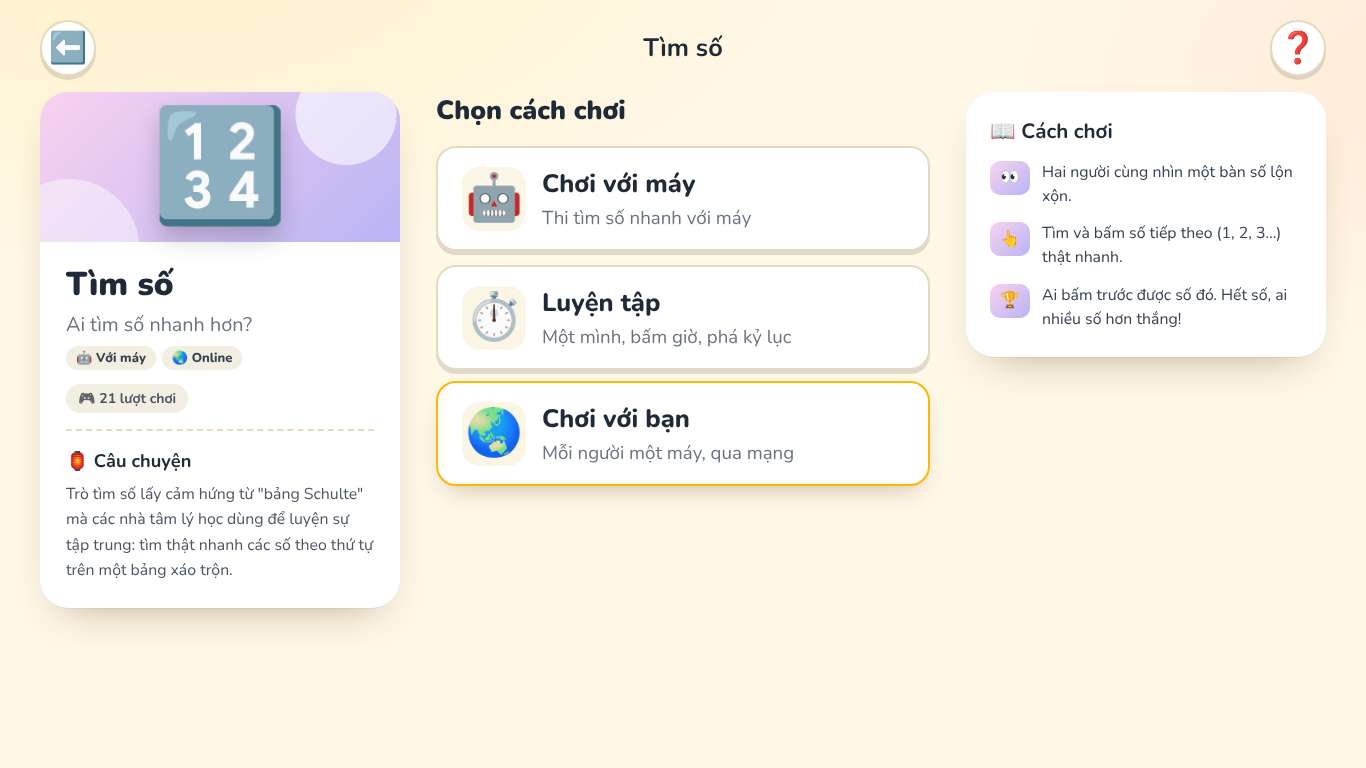 Tìm số
Tìm số
Ai tìm số nhanh hơn?
Với máy
Online
21 lượt chơi
Câu chuyện
Trò tìm số lấy cảm hứng từ "bảng Schulte"
mà các nhà tâm lý học dùng để luyện sự
tập trung: tìm thật nhanh các số theo thứ tự
trên một bảng xáo trộn.
Chọn cách chơi
Chơi với máy
Thi tìm số nhanh với máy
Luyện tập
Một mình, bấm giờ, phá kỷ lục
Chơi với bạn
Mỗi người một máy, qua mạng
Cách chơi
Hai người cùng nhìn một bàn số lộn
xộn.
Tìm và bấm số tiếp theo (1, 2, 3…)
thật nhanh.
Ai bấm trước được số đó. Hết số, ai
nhiều số hơn thắng!